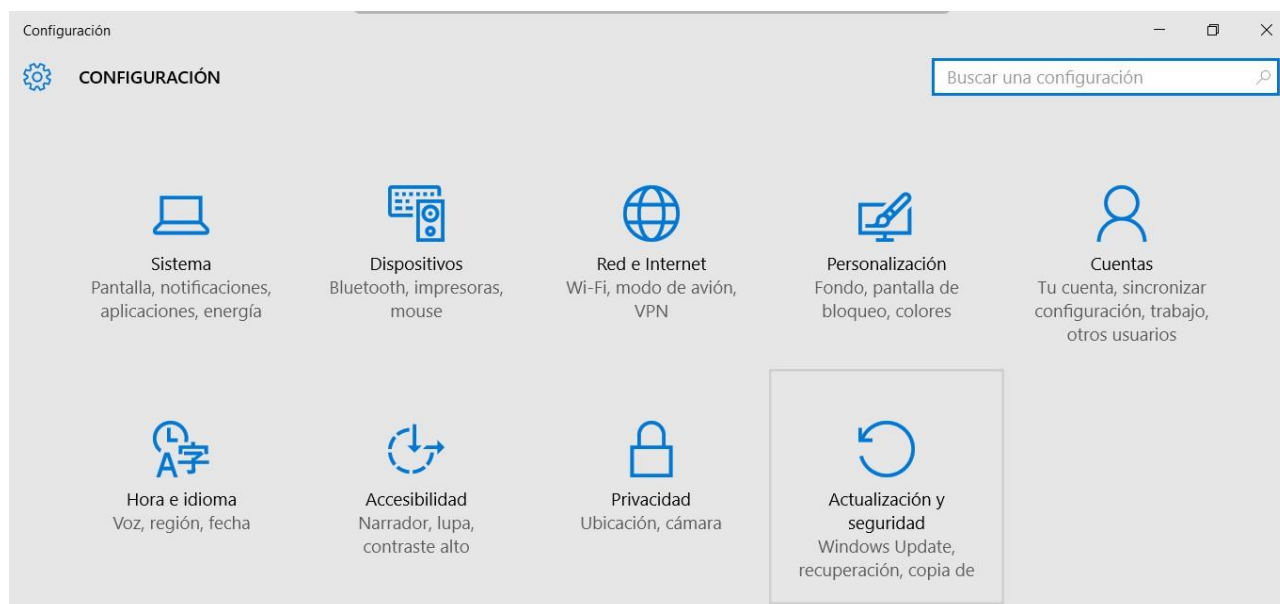 Configuración
CONFIGURACIÓN
Buscar una configuración
Sistema
Pantalla, notificaciones,
aplicaciones, energía
Dispositivos
Bluetooth, impresoras,
mouse
Red e Internet
Wi-Fi, modo de avión,
VPN
Personalización
Fondo, pantalla de
bloqueo, colores
Cuentas
Tu cuenta, sincronizar
configuración, trabajo,
otros usuarios
Hora e idioma
Voz, región, fecha
Accesibilidad
Narrador, lupa,
contraste alto
Privacidad
Ubicación, cámara
Actualización y
seguridad
Windows Update,
recuperación, copia de